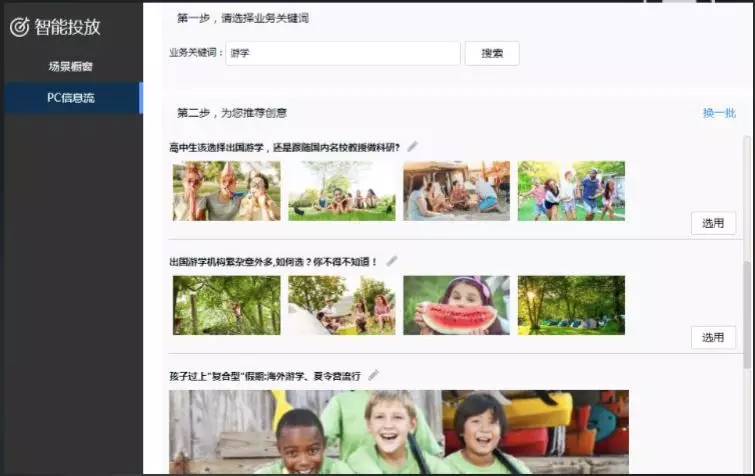 智能投放
场景橱窗
PC信息流
第一步，请选择业务关键词
业务关键词：
游学
搜索
第二步，为您推荐创意
换一批
高中生该选择出国游学，还是跟随国内名校教授做科研?
选用
出国游学机构繁杂意外多,如何选？你不得不知道！
选用
孩子过上"复合型"假期:海外游学、夏令营流行